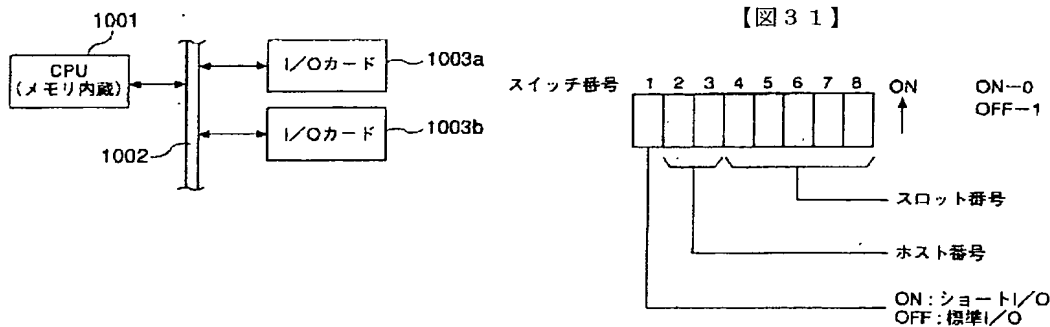 1001
CPU
(メモリ内蔵)
1002
I/Oカード
1003a
I/Oカード
1003b
【図31】
スイッチ番号 1 2 3 4 5 6 7 8 ON
ON-0
OFF-1
スロット番号
ホスト番号
ON:ショートI/O
OFF:標準I/O